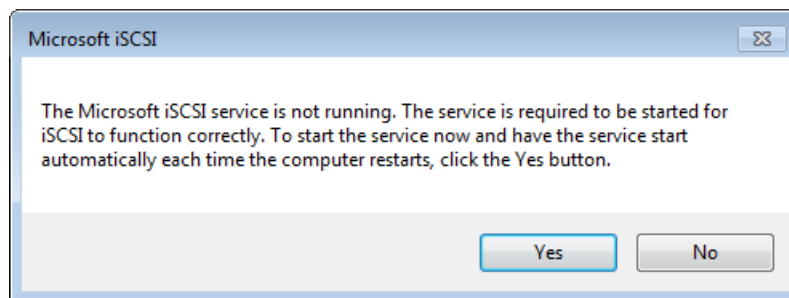 Microsoft iSCSI
The Microsoft iSCSI service is not running. The service is required to be started for
iSCSI to function correctly. To start the service now and have the service start
automatically each time the computer restarts, click the Yes button.
Yes
No